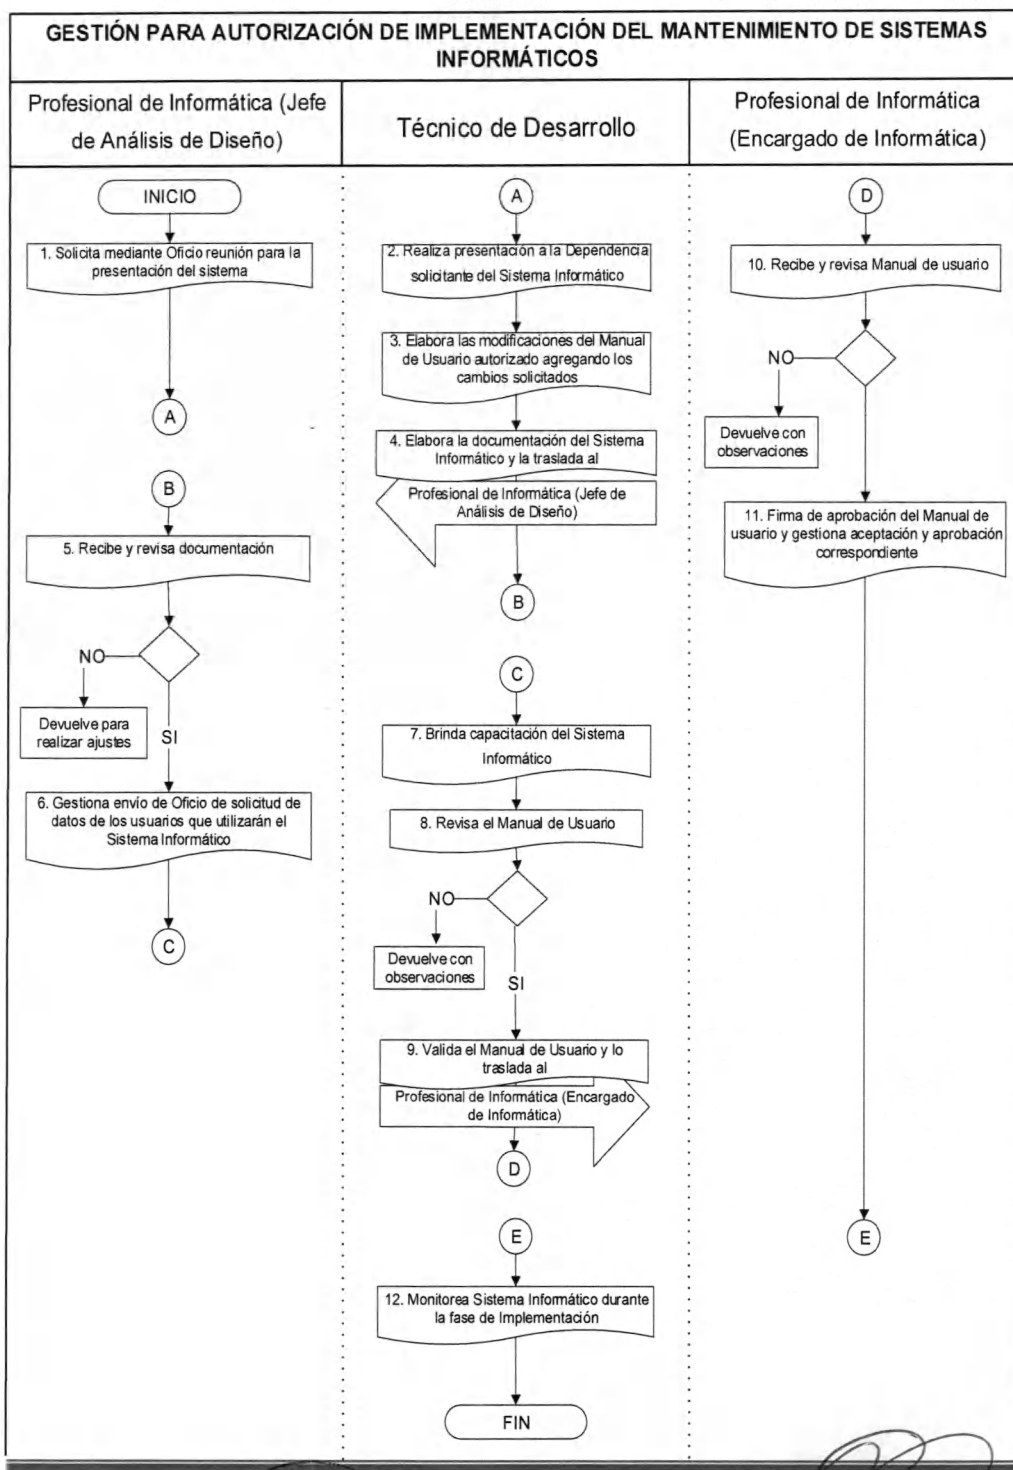 GESTIÓN PARA AUTORIZACIÓN DE IMPLEMENTACIÓN DEL MANTENIMIENTO DE SISTEMAS
INFORMÁTICOS
Profesional de Informática (Jefe
de Análisis de Diseño)
Técnico de Desarrollo
Profesional de Informática
(Encargado de Informática)
INICIO
1. Solicita mediante Oficio reunión para la
presentación del sistema
A
B
5. Recibe y revisa documentación
NO
Devuelve para
realizar ajustes
SI
6. Gestiona envío de Oficio de solicitud de
datos de los usuarios que utilizarán el
Sistema Informático
C
A
2. Realiza presentación a la Dependencia
solicitante del Sistema Informático
3. Elabora las modificaciones del Manual
de Usuario autorizado agregando los
cambios solicitados
4. Elabora la documentación del Sistema
Informático y la traslada al
Profesional de Informática (Jefe de
Análisis de Diseño)
B
C
7. Brinda capacitación del Sistema
Informático
8. Revisa el Manual de Usuario
NO
Devuelve con
observaciones
SI
9. Valida el Manual de Usuario y lo
traslada al
Profesional de Informática (Encargado
de Informática)
D
E
12. Monitorea Sistema Informático durante
la fase de Implementación
FIN
D
10. Recibe y revisa Manual de usuario
NO
Devuelve con
observaciones
11. Firma de aprobación del Manual de
usuario y gestiona aceptación y aprobación
correspondiente
E